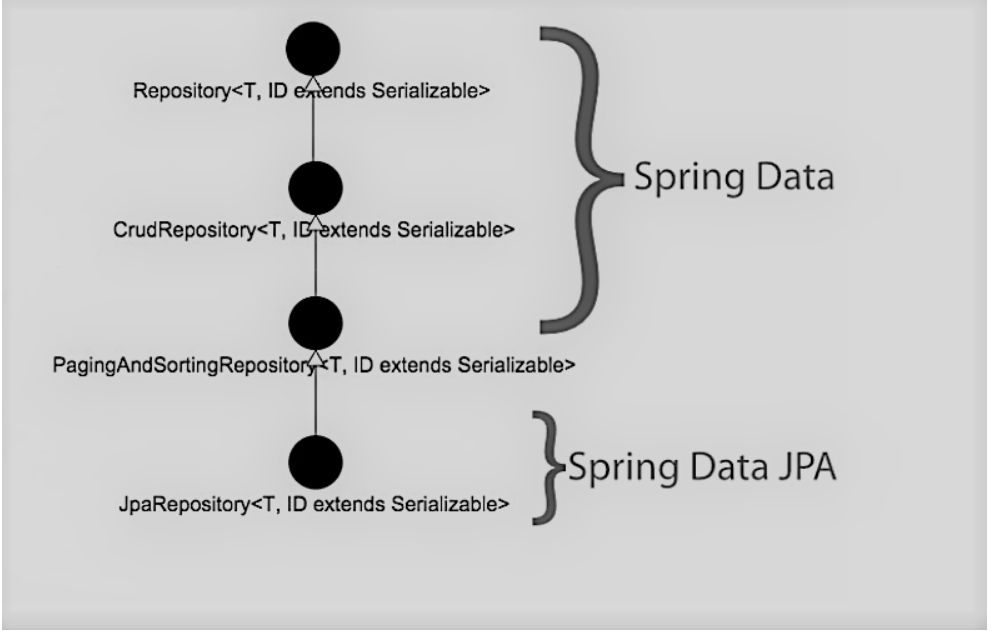 Repository<T, ID extends Serializable>
Spring Data
CrudRepository<T, ID extends Serializable>
PagingAndSortingRepository<T, ID extends Serializable>
Spring Data JPA
JpaRepository<T, ID extends Serializable>